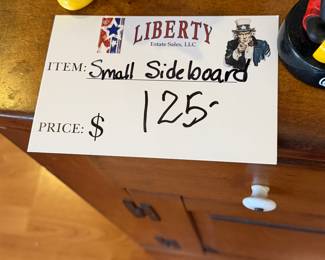 LIBERTY
Estate Sales, LLC
ITEM: Small Sideboard
PRICE: $ 125-